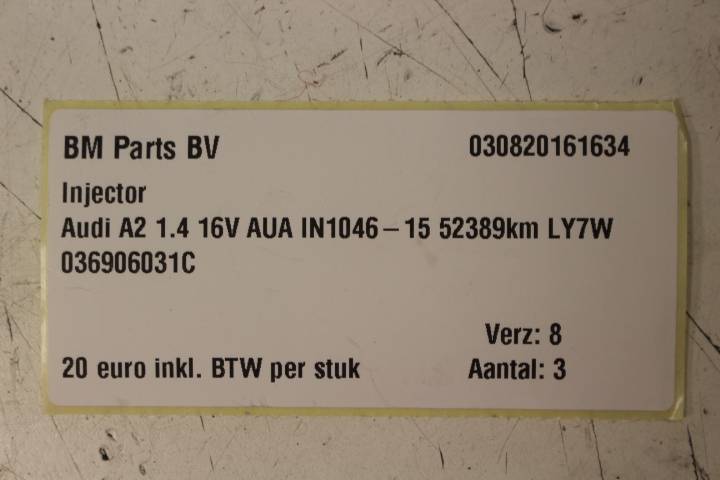 BM Parts BV 030820161634
Injector
Audi A2 1.4 16V AUA IN1046-15 52389km LY7W
036906031C
Verz: 8
20 euro inkl. BTW per stuk Aantal: 3